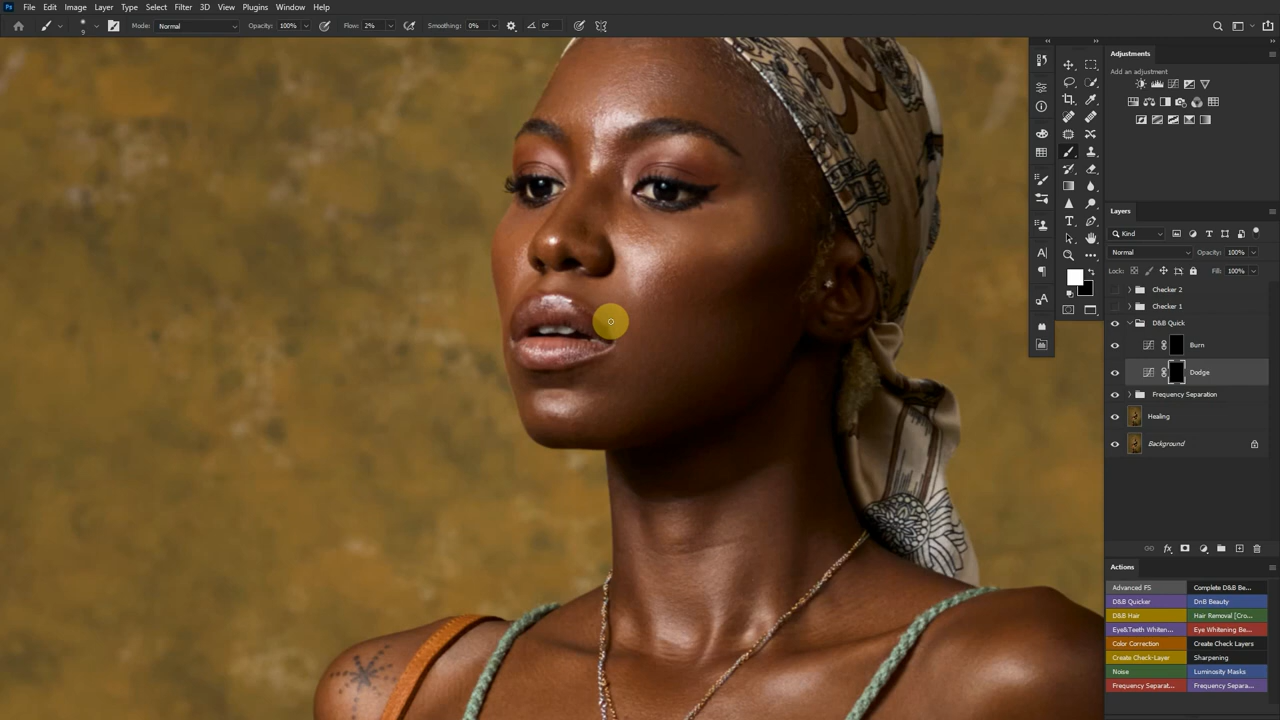 Ps File Edit Image Layer Type Select Filter 3D View Plugins Window Help
9 Mode: Normal Opacity: 100% Flow: 2% Smoothing: 0% 0°
Adjustments
Add an adjustment
Layers
Kind
Normal Opacity: 100%
Lock: Fill: 100%
Checker 2
Checker 1
D&B Quick
Burn
Dodge
Frequency Separation
Healing
Background
Actions
Advanced FS Complete D&B Be...
D&B Quicker DnB Beauty
D&B Hair Hair Removal [Cro...
Eye&Teeth Whiten... Eye Whitening Be...
Color Correction Create Check Layers
Create Check-Layer Sharpening
Noise Luminosity Masks
Frequency Separat... Frequency Separa...